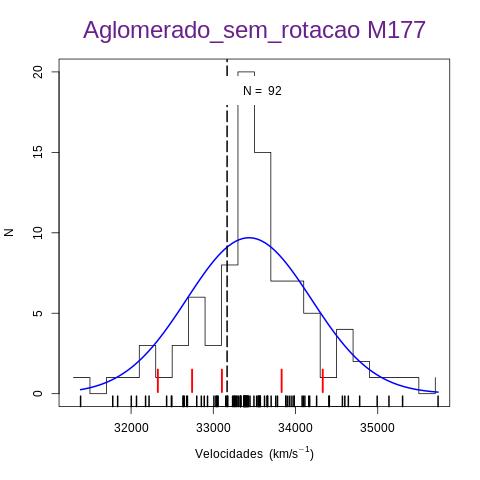 Aglomerado_sem_rotacao M177
N = 92
N
20
15
10
5
0
32000 33000 34000 35000
Velocidades (km/s⁻¹)